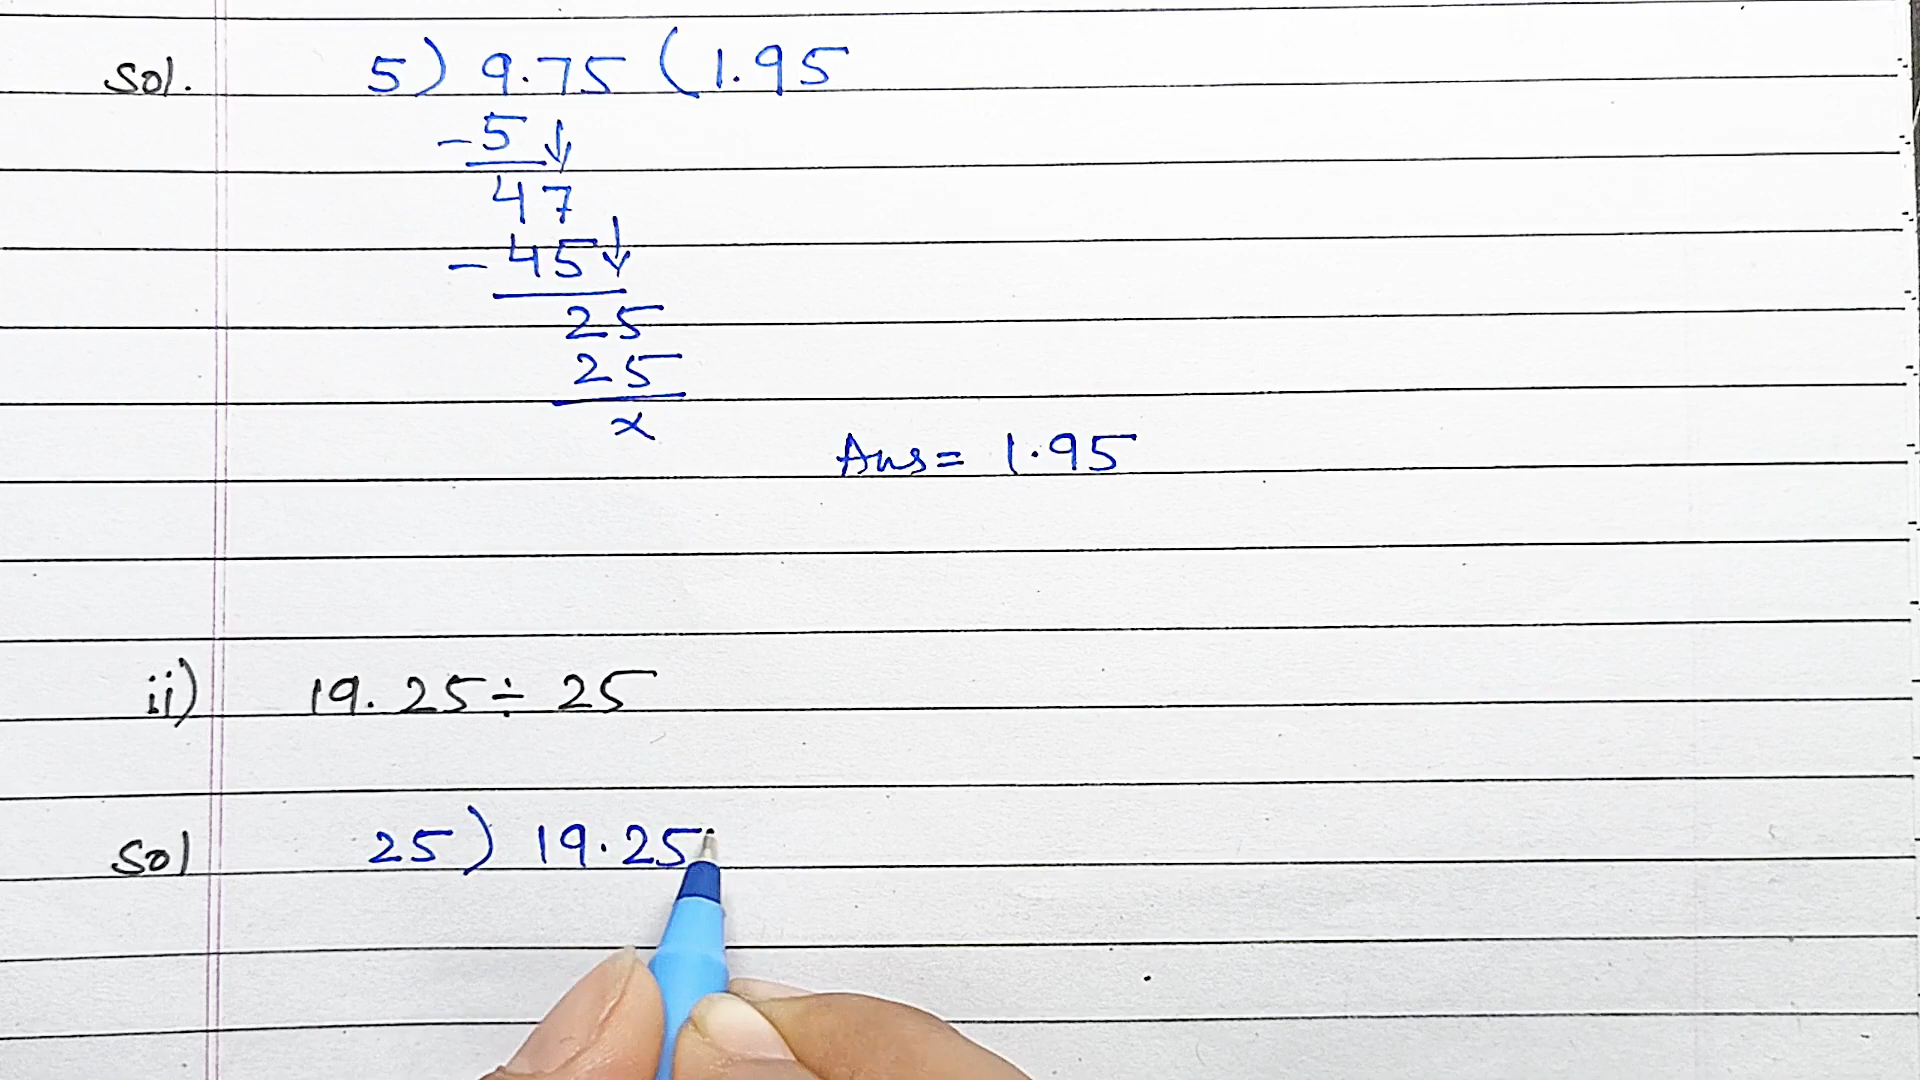 sol. 5) 9.75 (1.95
-5↓
47
-45↓
25
25
x
Ans = 1.95
ii) 19.25 ÷ 25
sol 25) 19.25